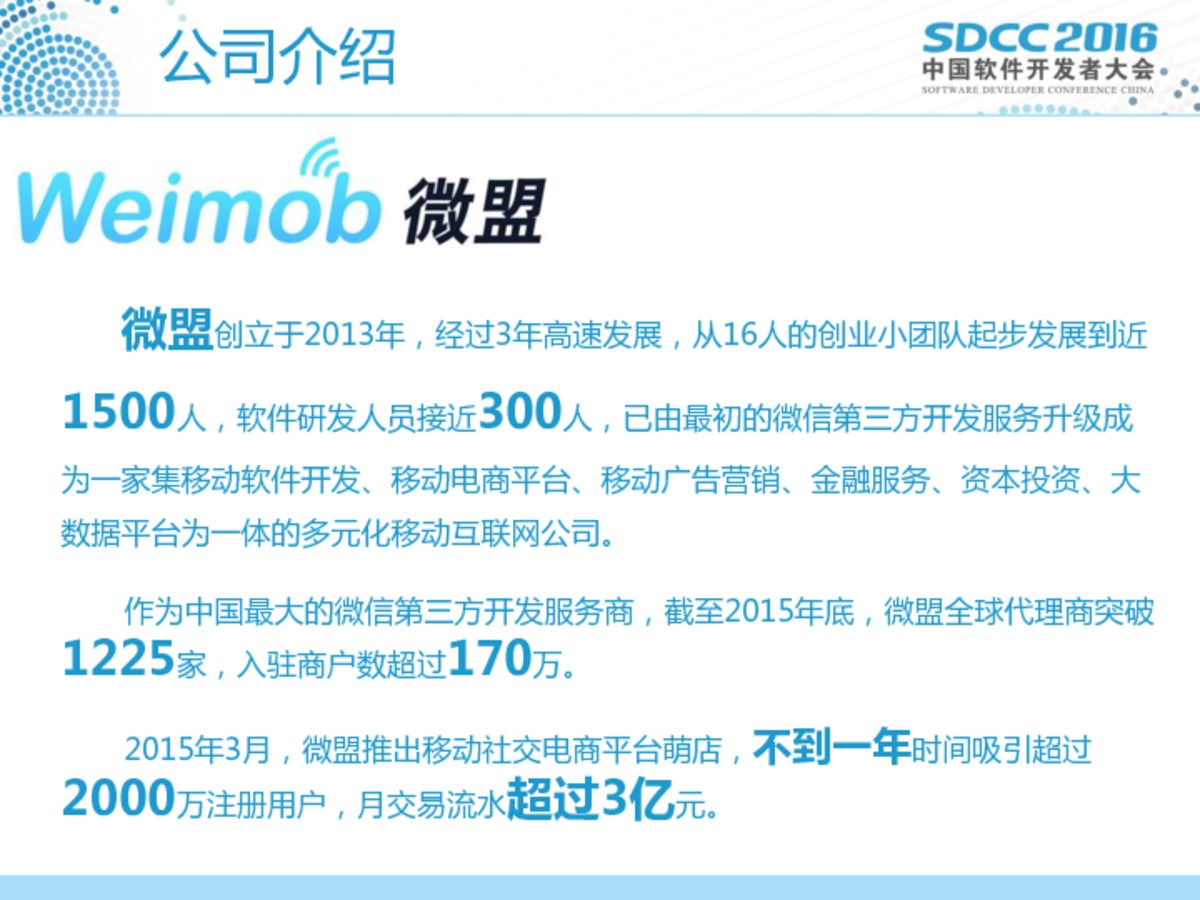 公司介绍
SDCC 2016
中国软件开发者大会
SOFTWARE DEVELOPER CONFERENCE CHINA
Weimob 微盟
微盟创立于2013年，经过3年高速发展，从16人的创业小团队起步发展到近
1500人，软件研发人员接近300人，已由最初的微信第三方开发服务升级成
为一家集移动软件开发、移动电商平台、移动广告营销、金融服务、资本投资、大
数据平台为一体的多元化移动互联网公司。
作为中国最大的微信第三方开发服务商，截至2015年底，微盟全球代理商突破
1225家，入驻商户数超过170万。
2015年3月，微盟推出移动社交电商平台萌店，不到一年时间吸引超过
2000万注册用户，月交易流水超过3亿元。